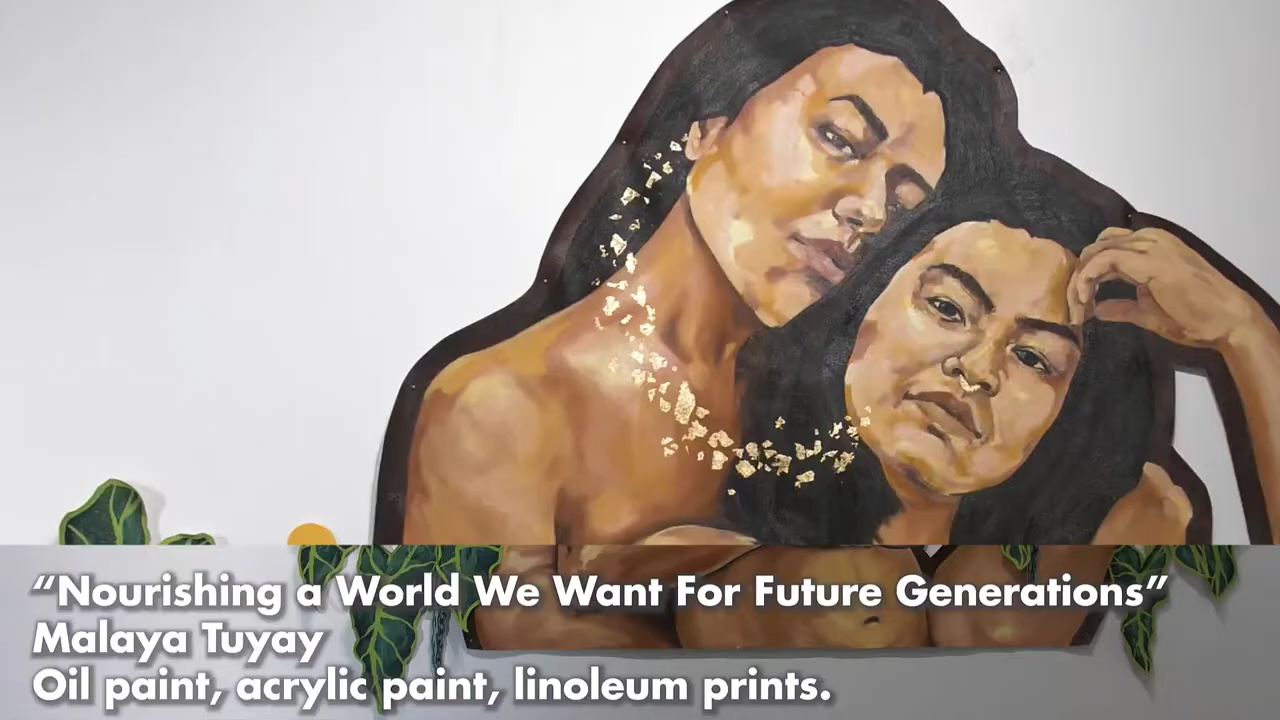 “Nourishing a World We Want For Future Generations”
Malaya Tuyay
Oil paint, acrylic paint, linoleum prints.